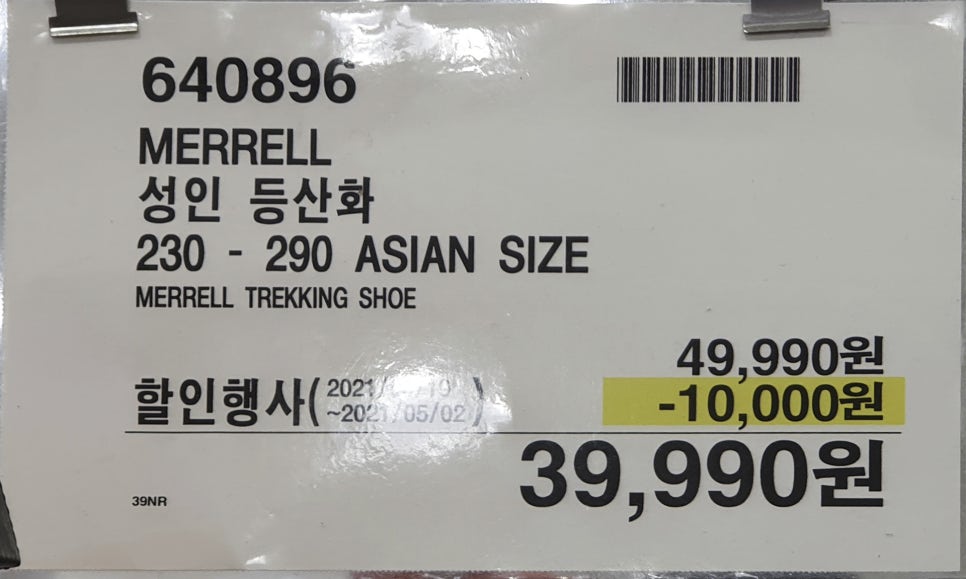 640896
MERRELL
성인 등산화
230 - 290 ASIAN SIZE
MERRELL TREKKING SHOE
49,990원
할인행사(
~2021/05/02)
-10,000원
39,990원
39NR